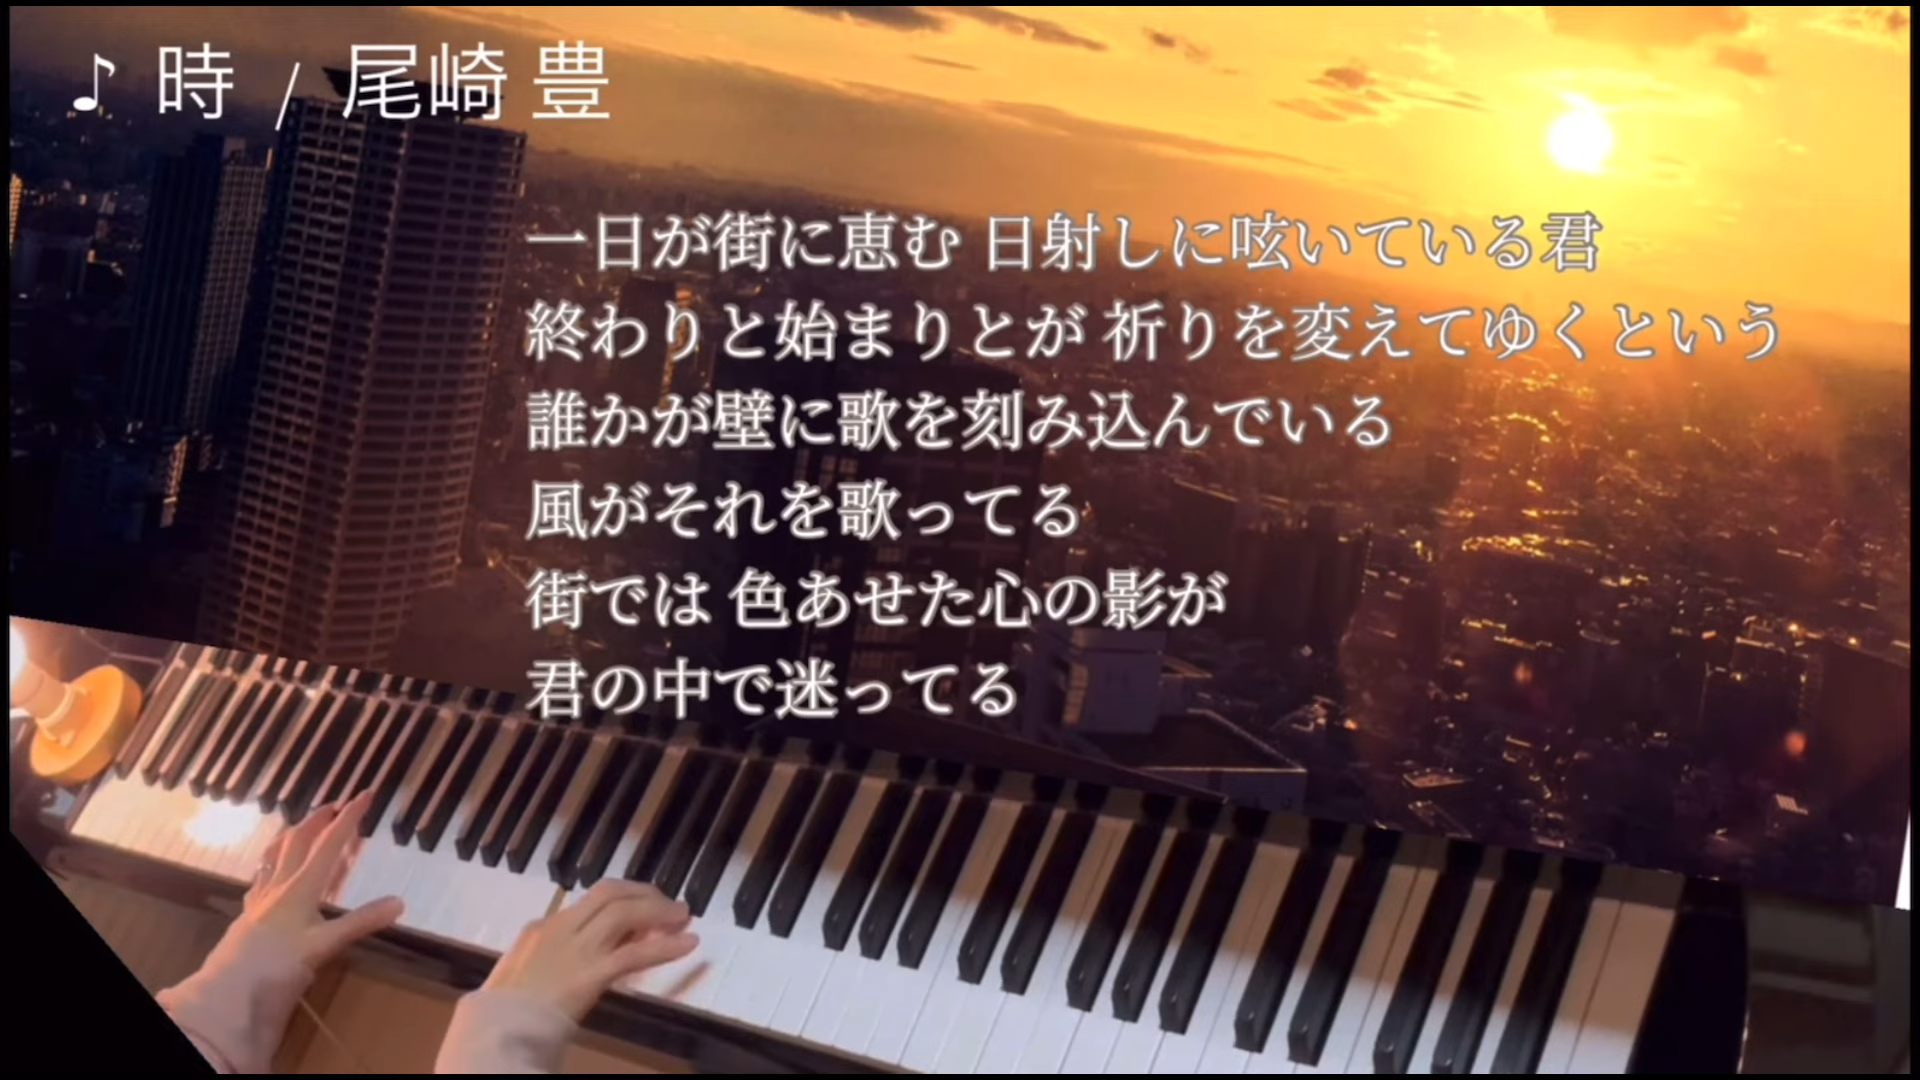 ♪ 時 / 尾崎 豊
一日が街に恵む 日射しに呟いている君
終わりと始まりとが 祈りを変えてゆくという
誰かが壁に歌を刻み込んでいる
風がそれを歌ってる
街では 色あせた心の影が
君の中で迷ってる